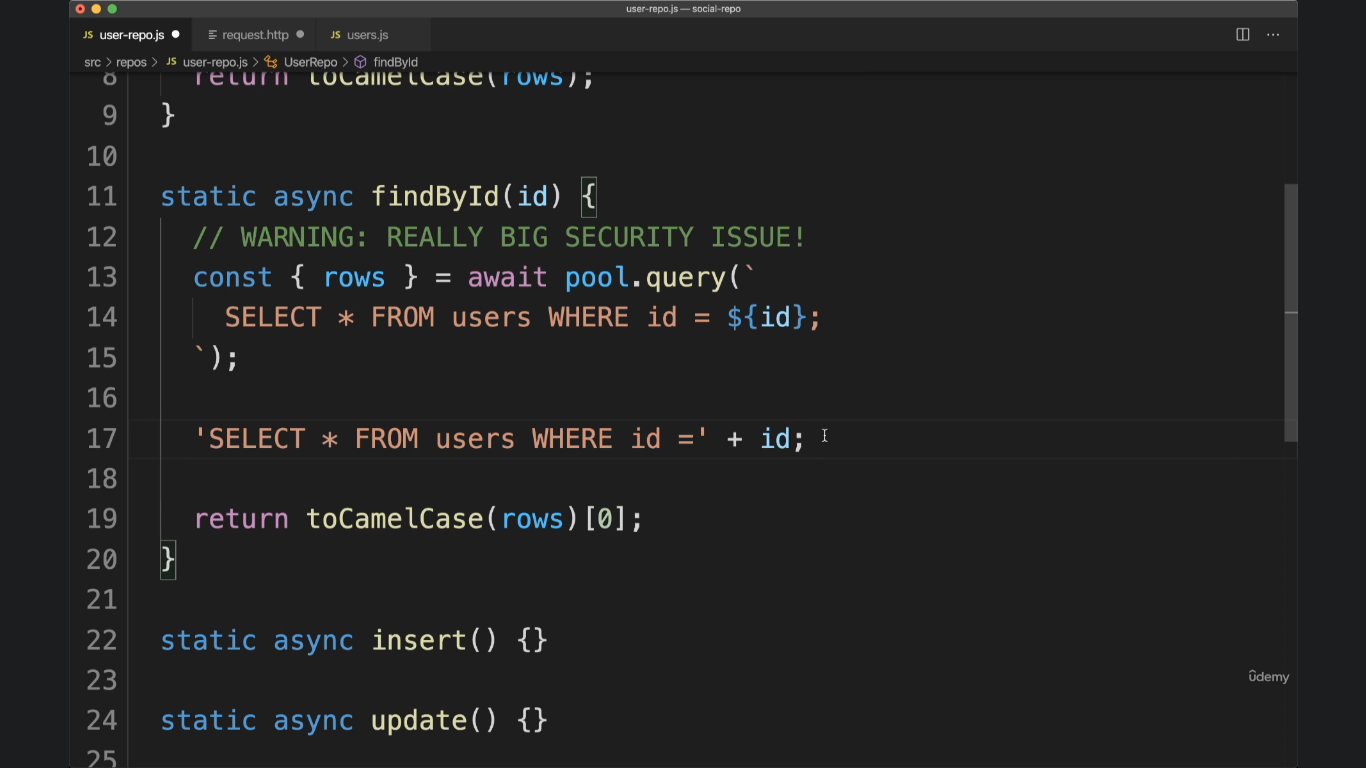 user-repo.js — social-repo
JS user-repo.js request.http JS users.js
src > repos > JS user-repo.js > UserRepo > findById
8 return toCamelCase(rows);
9 }
10
11 static async findById(id) {
12 // WARNING: REALLY BIG SECURITY ISSUE!
13 const { rows } = await pool.query(`
14 SELECT * FROM users WHERE id = ${id};
15 `);
16
17 'SELECT * FROM users WHERE id =' + id;
18
19 return toCamelCase(rows)[0];
20 }
21
22 static async insert() {}
23
ûdemy
24 static async update() {}
25